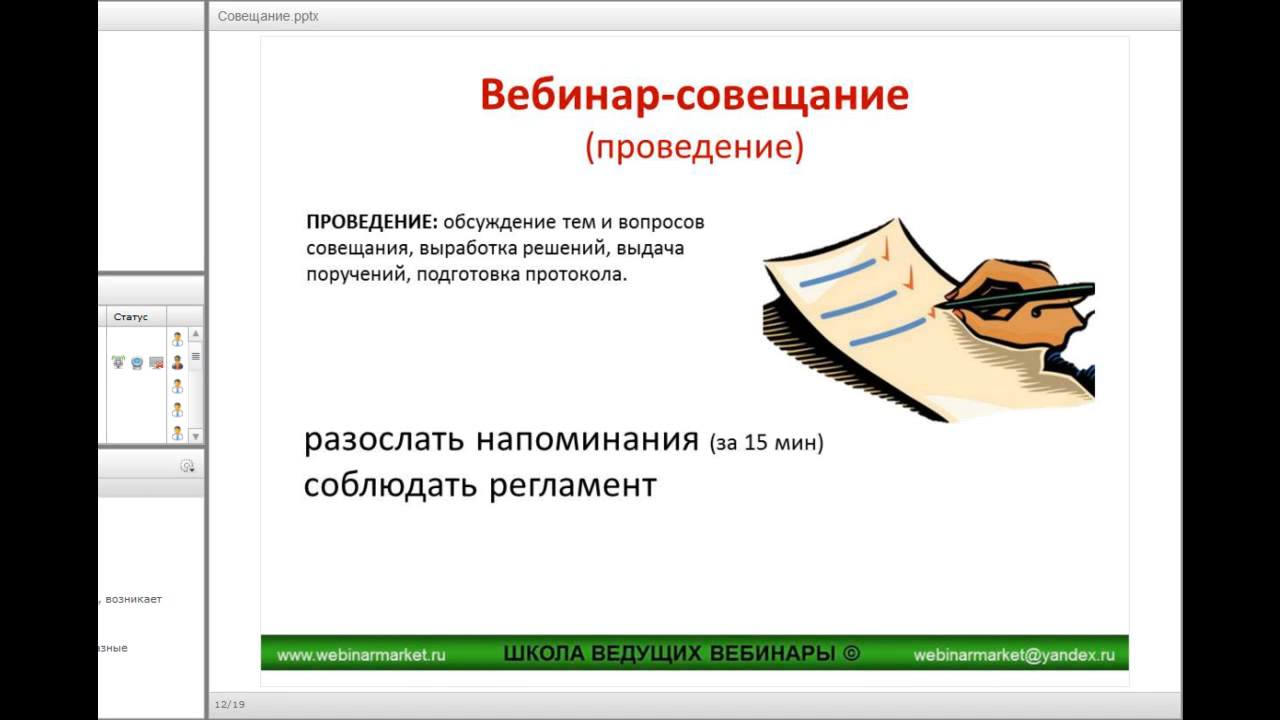 Совещание.pptx
Вебинар-совещание
(проведение)
ПРОВЕДЕНИЕ: обсуждение тем и вопросов
совещания, выработка решений, выдача
поручений, подготовка протокола.
Статус
разослать напоминания (за 15 мин)
соблюдать регламент
, возникает
азные
www.webinarmarket.ru ШКОЛА ВЕДУЩИХ ВЕБИНАРЫ © webinarmarket@yandex.ru
12/19